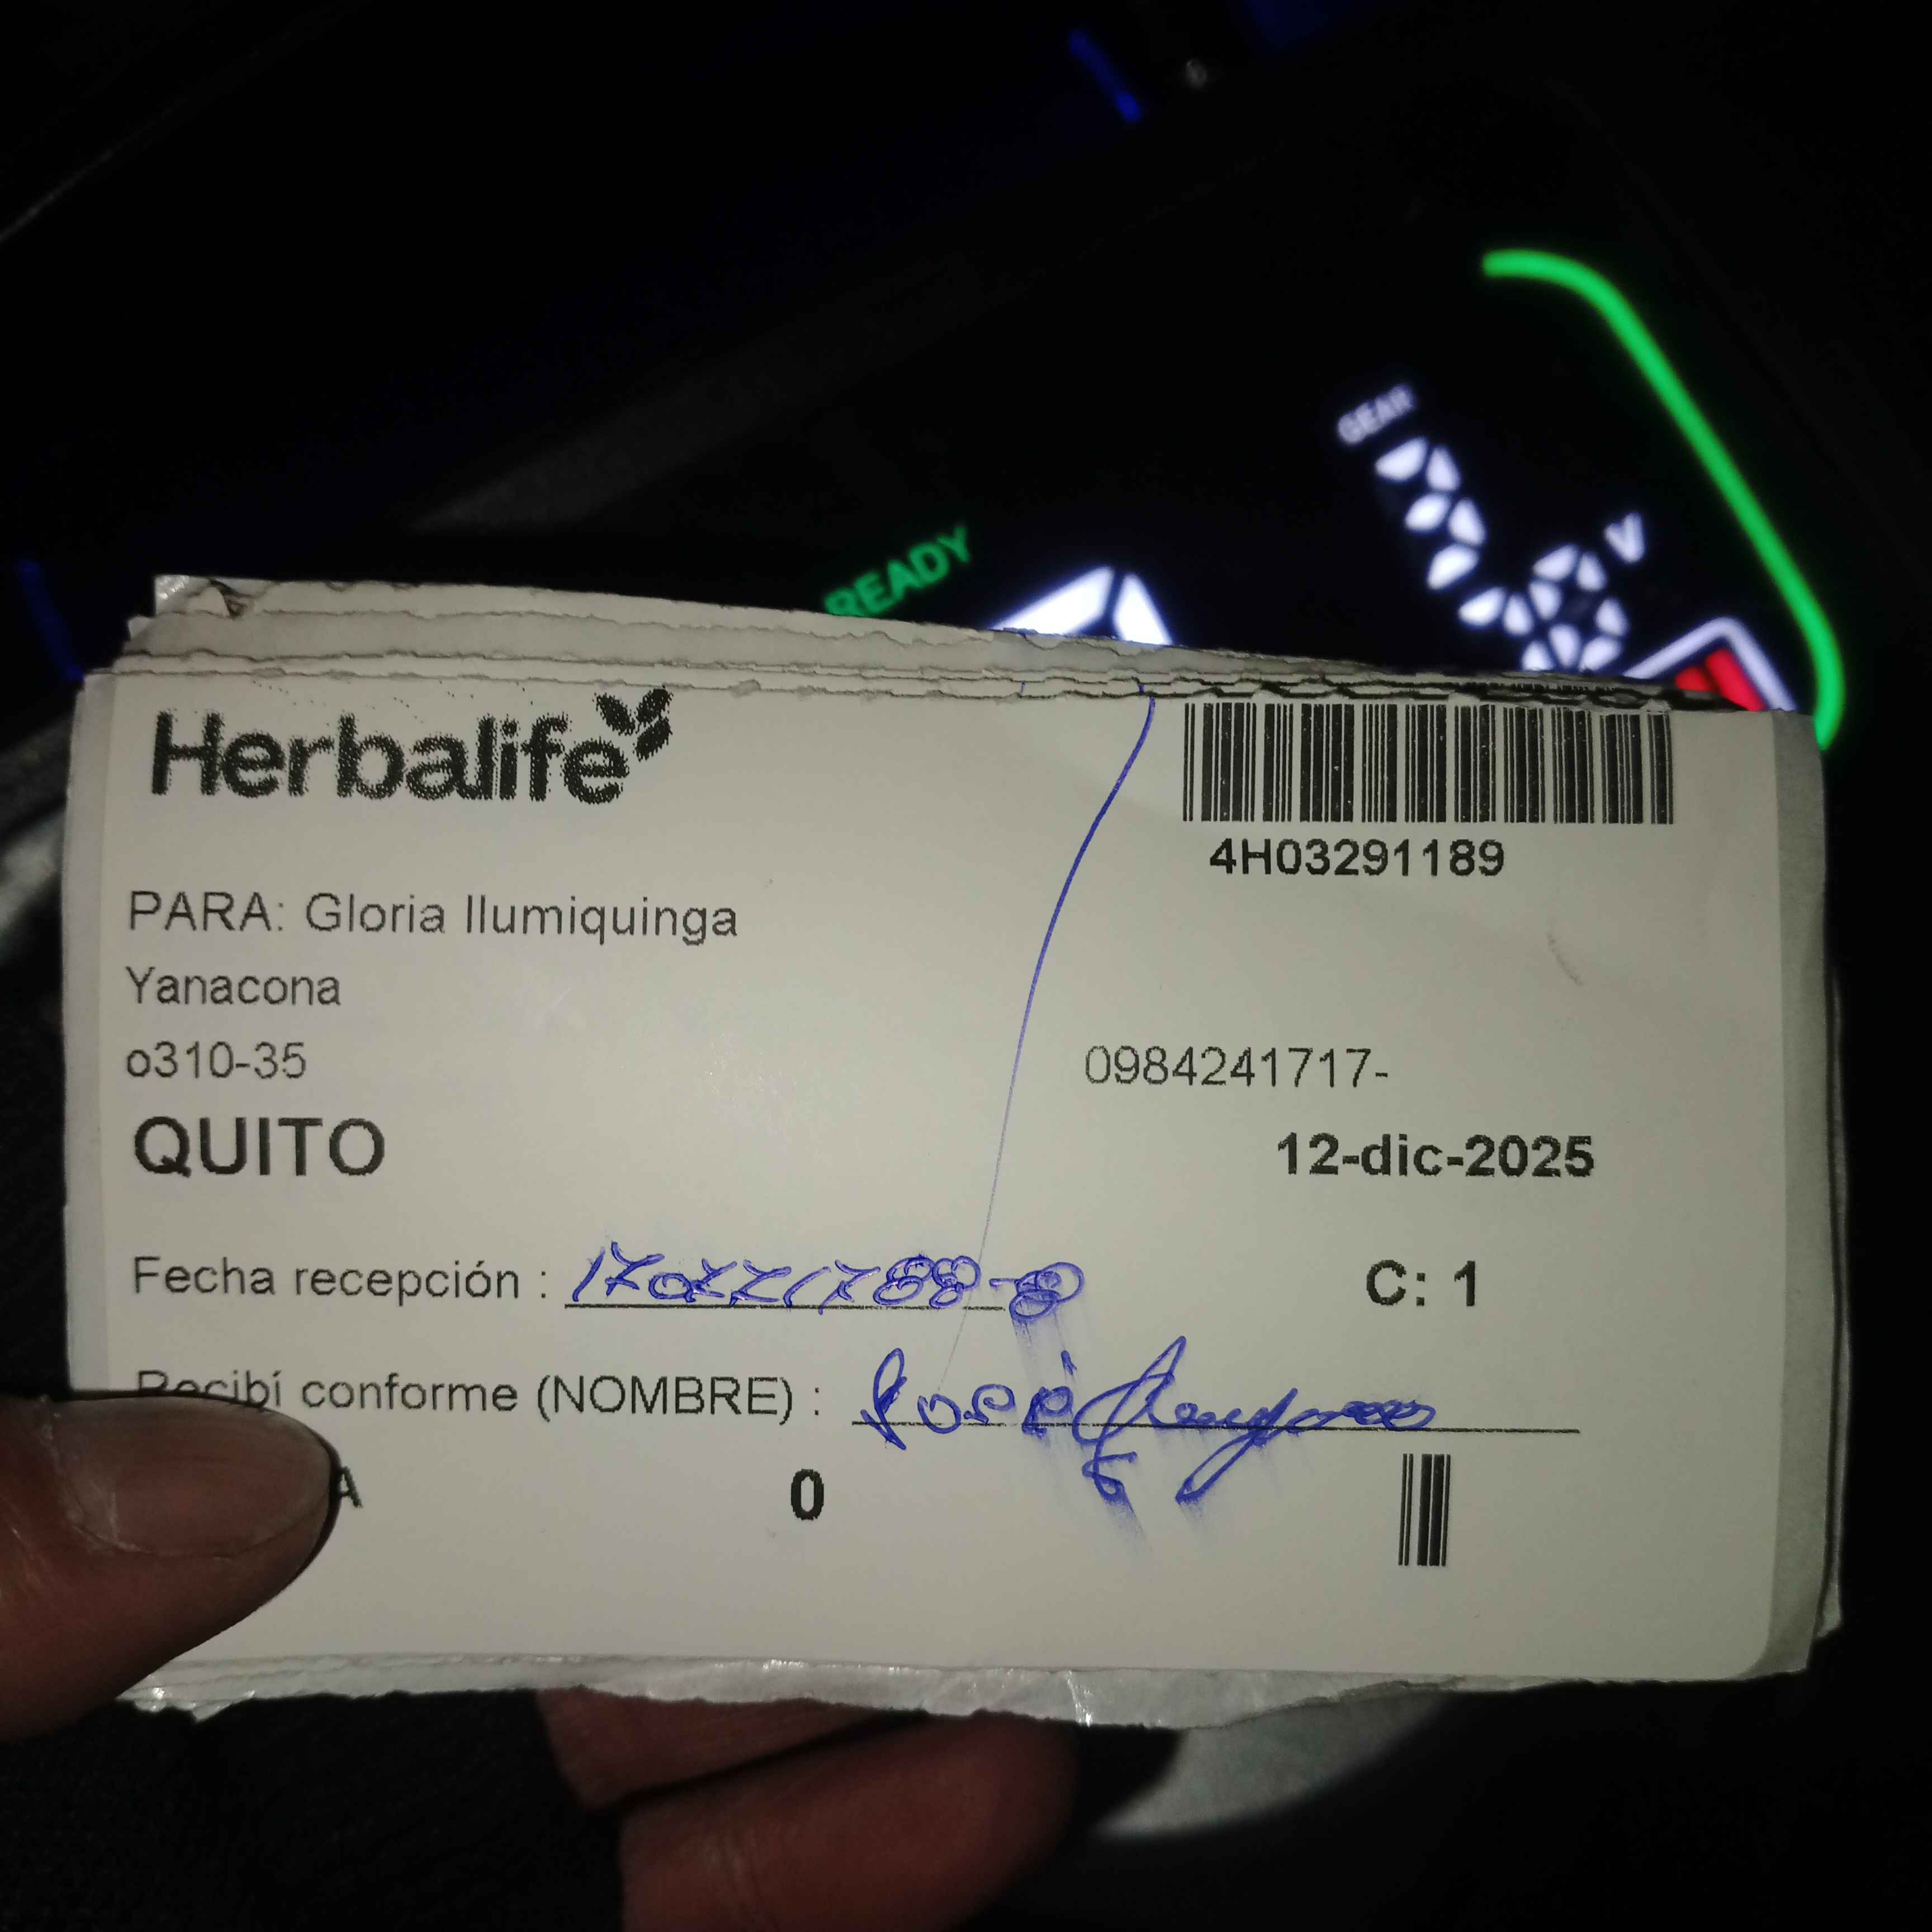 GEAR
V
READY
Herbalife
4H03291189
PARA: Gloria Ilumiquinga
Yanacona
o310-35
0984241717-
QUITO
12-dic-2025
Fecha recepción :
C: 1
Recibí conforme (NOMBRE) : José
A
0